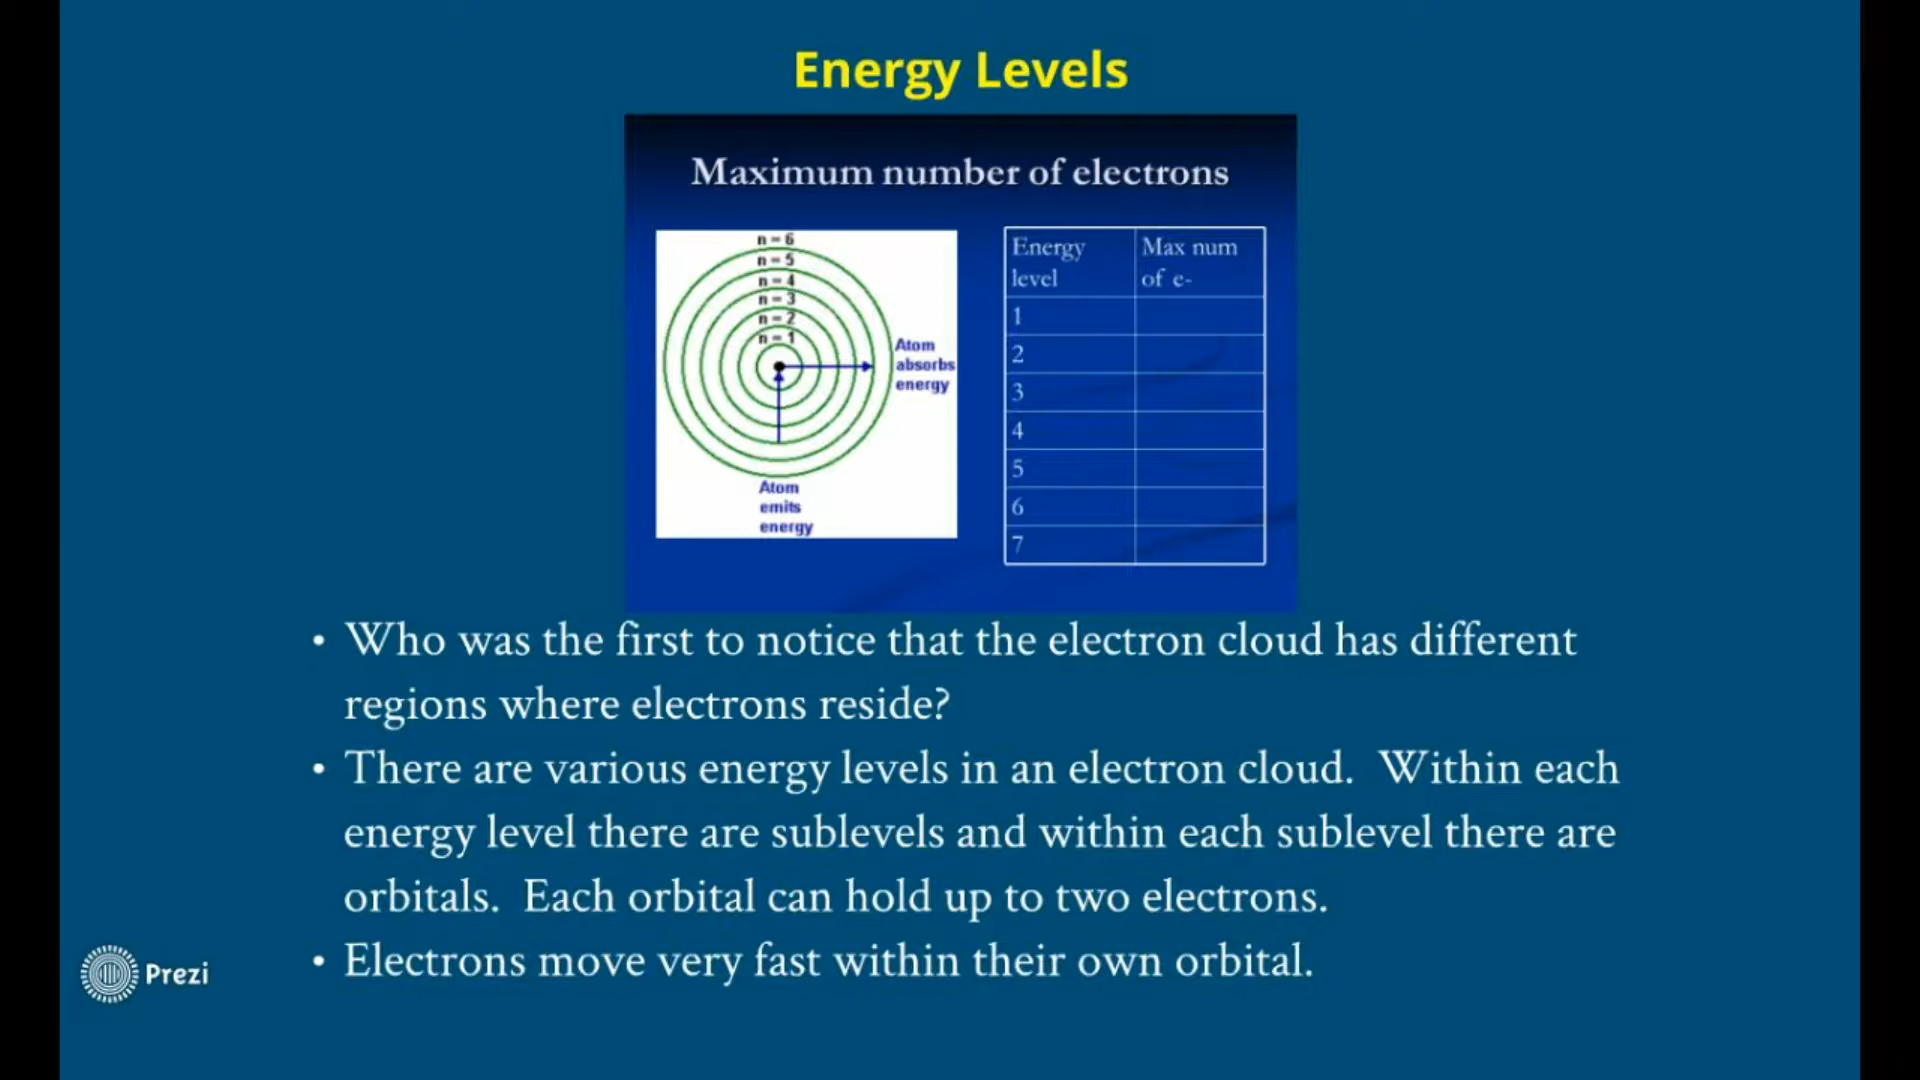 Energy Levels
Maximum number of electrons
n = 6
n = 5
n = 4
n = 3
n = 2
n = 1
Atom
absorbs
energy
Atom
emits
energy
Energy level	Max num of e-
1
2
3
4
5
6
7
• Who was the first to notice that the electron cloud has different
regions where electrons reside?
• There are various energy levels in an electron cloud. Within each
energy level there are sublevels and within each sublevel there are
orbitals. Each orbital can hold up to two electrons.
• Electrons move very fast within their own orbital.
Prezi